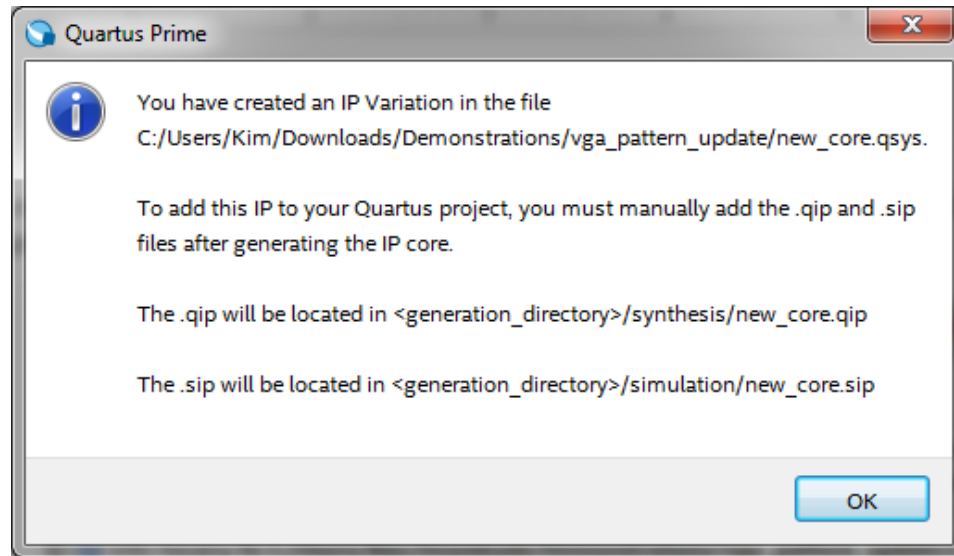 Quartus Prime
You have created an IP Variation in the file
C:/Users/Kim/Downloads/Demonstrations/vga_pattern_update/new_core.qsys.
To add this IP to your Quartus project, you must manually add the .qip and .sip
files after generating the IP core.
The .qip will be located in <generation_directory>/synthesis/new_core.qip
The .sip will be located in <generation_directory>/simulation/new_core.sip
OK